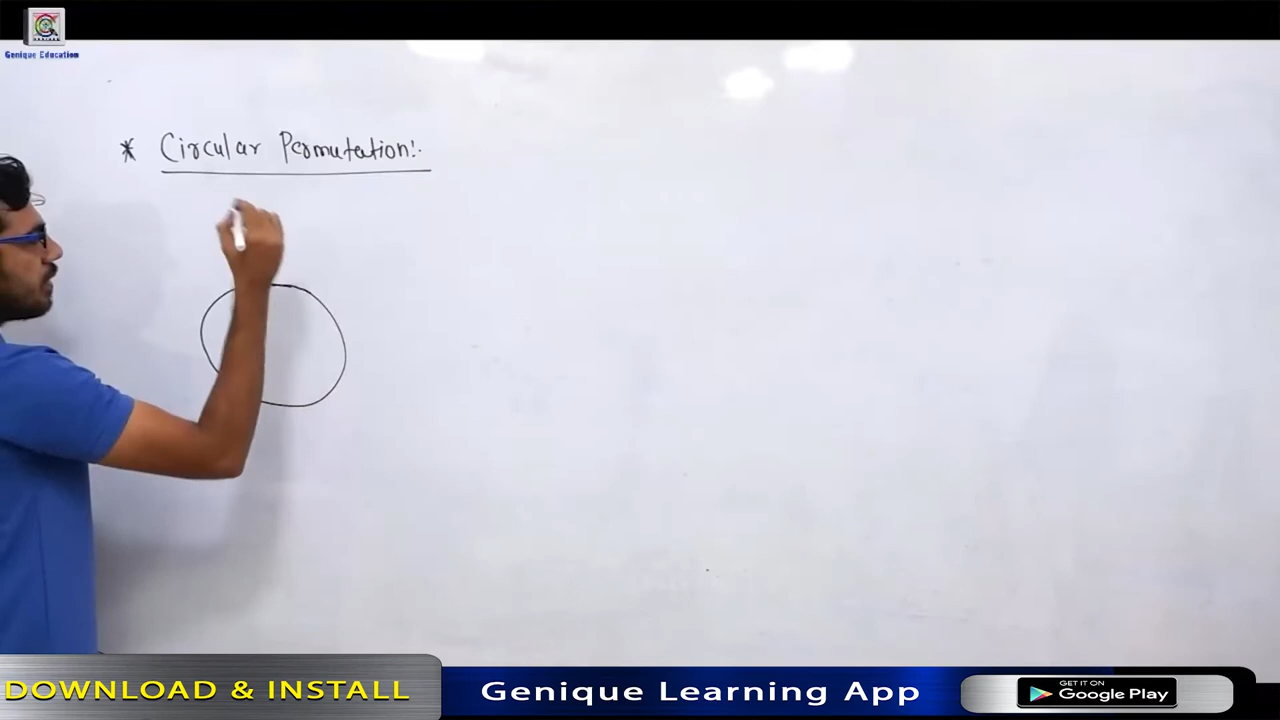 Genique Education
* Circular Permutation:-
DOWNLOAD & INSTALL
Genique Learning App
GET IT ON
Google Play